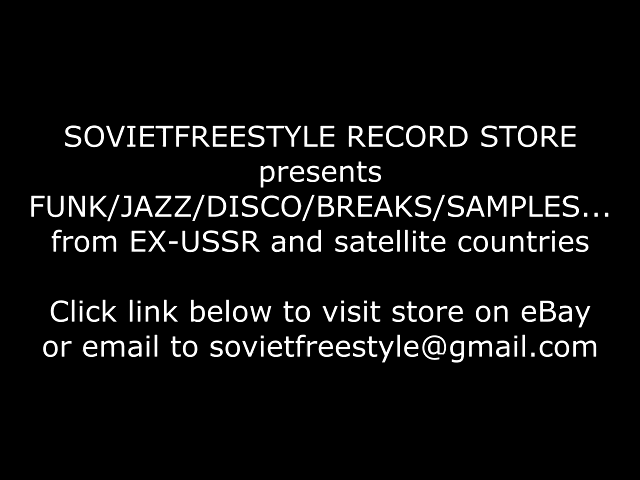 SOVIETFREESTYLE RECORD STORE
presents
FUNK/JAZZ/DISCO/BREAKS/SAMPLES...
from EX-USSR and satellite countries
Click link below to visit store on eBay
or email to sovietfreestyle@gmail.com